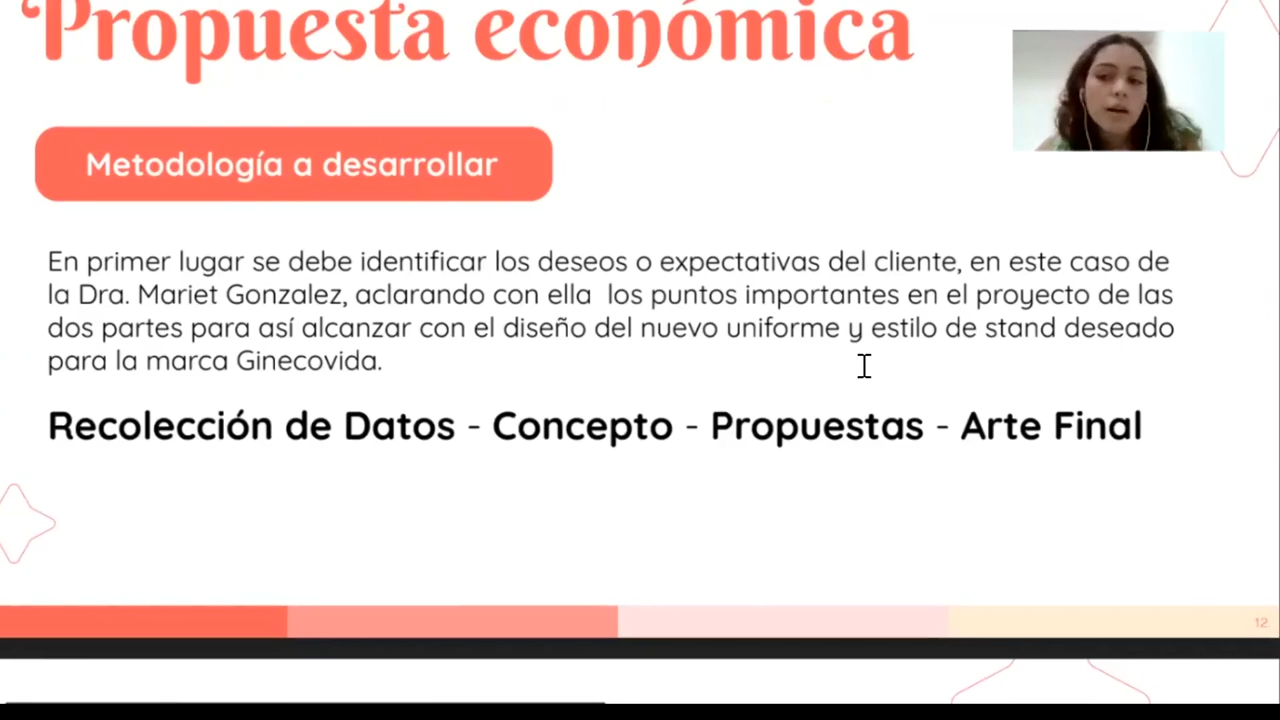 Propuesta económica
Metodología a desarrollar
En primer lugar se debe identificar los deseos o expectativas del cliente, en este caso de
la Dra. Mariet Gonzalez, aclarando con ella los puntos importantes en el proyecto de las
dos partes para así alcanzar con el diseño del nuevo uniforme y estilo de stand deseado
para la marca Ginecovida.
Recolección de Datos - Concepto - Propuestas - Arte Final
12